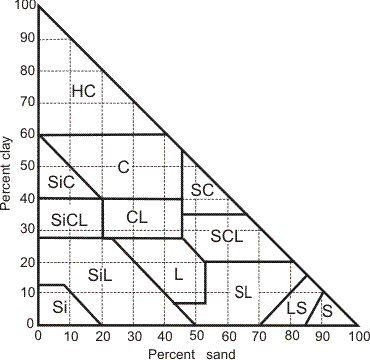 100
90
80
70
60
50
40
30
20
10
0
Percent clay
HC
C
SiC
SC
SiCL
CL
SCL
SiL
L
SL
Si
LS
S
0 10 20 30 40 50 60 70 80 90 100
Percent sand